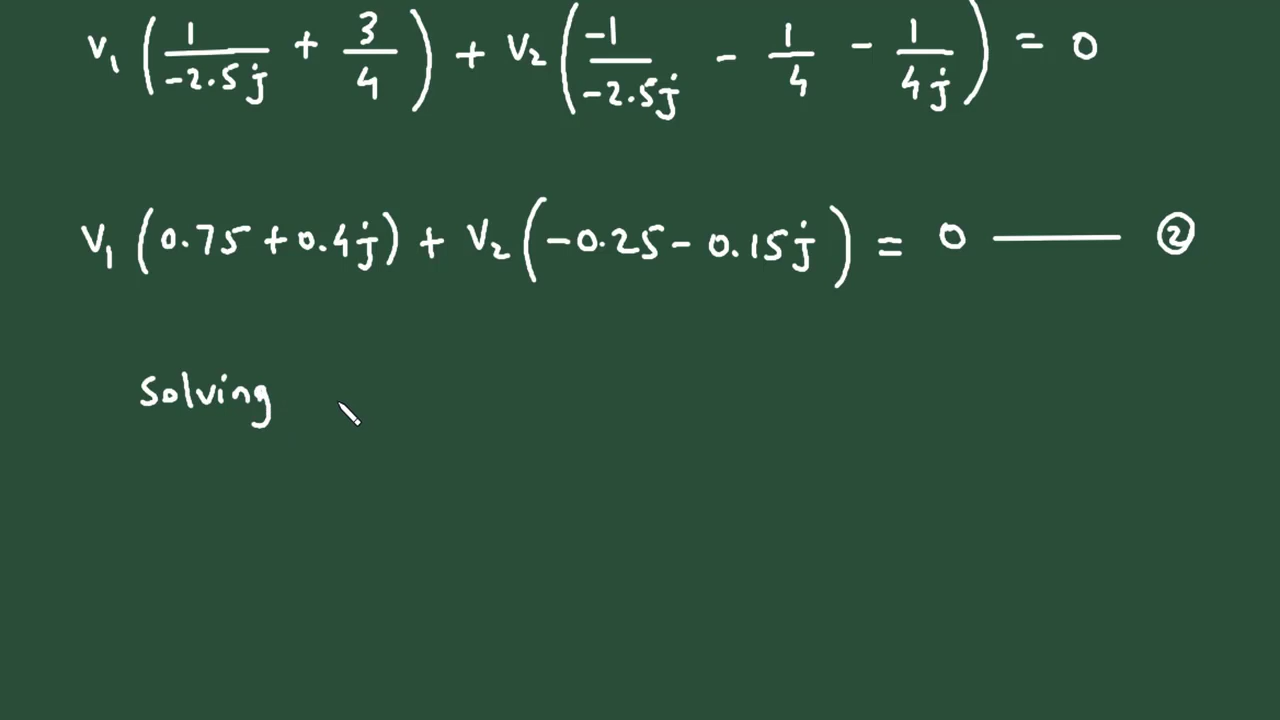 V₁ (1/-2.5j + 3/4) + V₂ (-1/-2.5j - 1/4 - 1/4j) = 0
V₁ (0.75 + 0.4j) + V₂ (-0.25 - 0.15j) = 0 —— ②
Solving